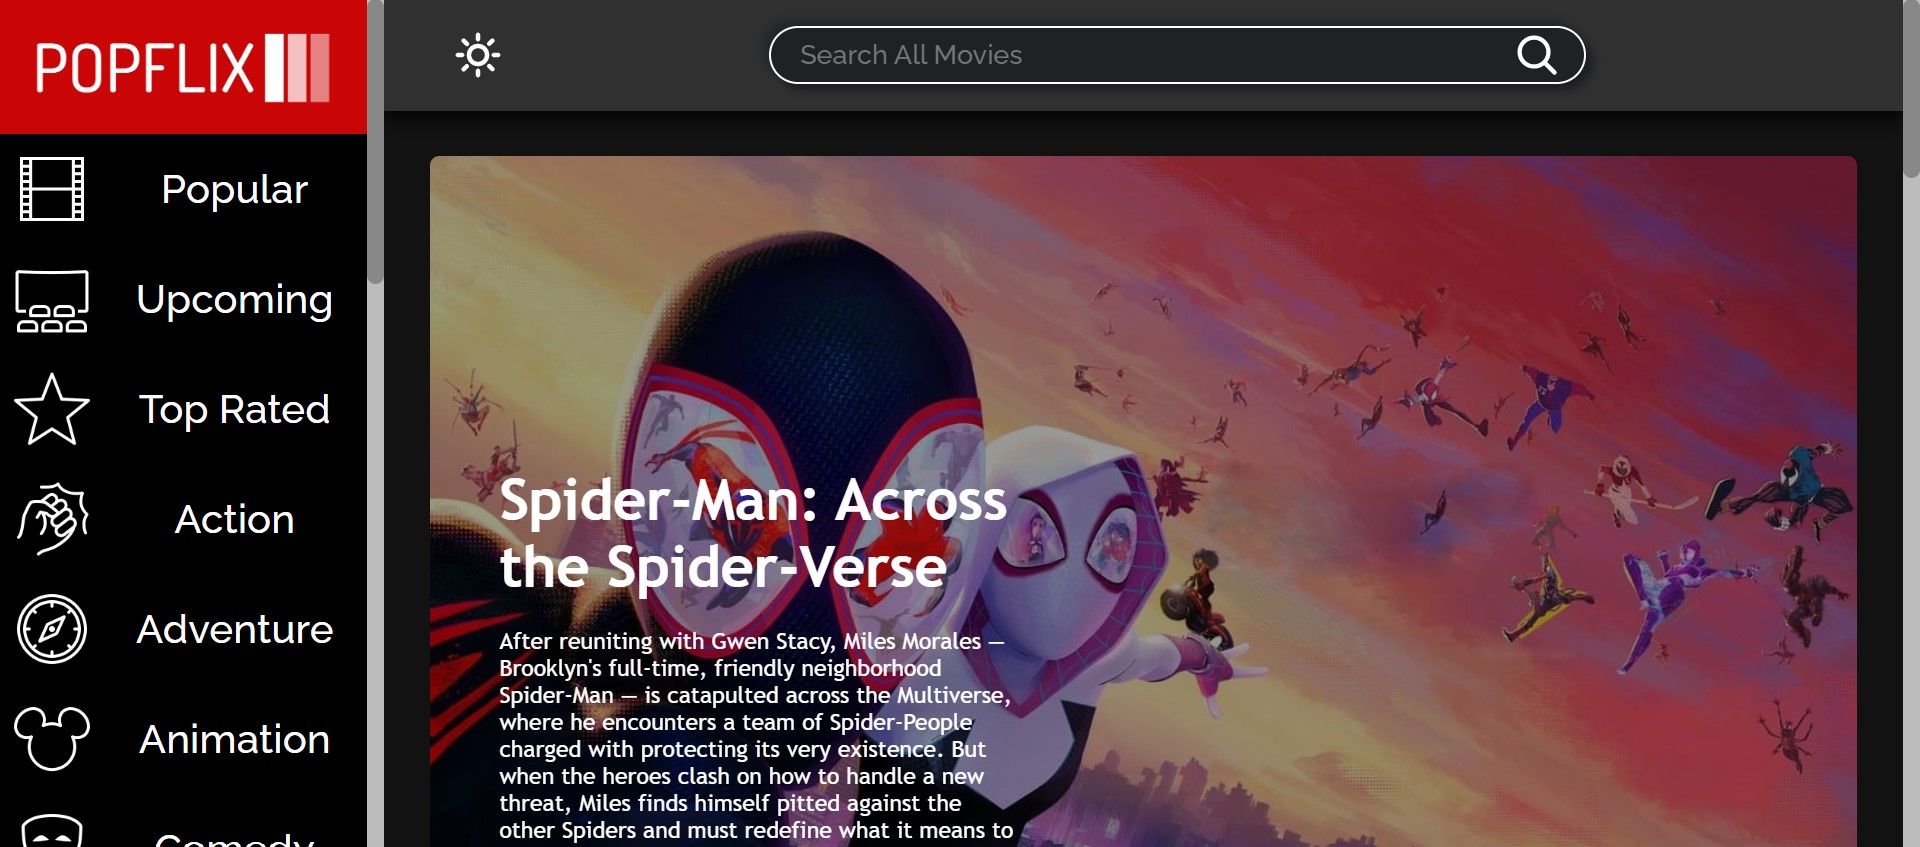 POPFLIX
Search All Movies
Popular
Upcoming
Top Rated
Action
Adventure
Animation
Comedy
Spider-Man: Across
the Spider-Verse
After reuniting with Gwen Stacy, Miles Morales —
Brooklyn's full-time, friendly neighborhood
Spider-Man — is catapulted across the Multiverse,
where he encounters a team of Spider-People
charged with protecting its very existence. But
when the heroes clash on how to handle a new
threat, Miles finds himself pitted against the
other Spiders and must redefine what it means to